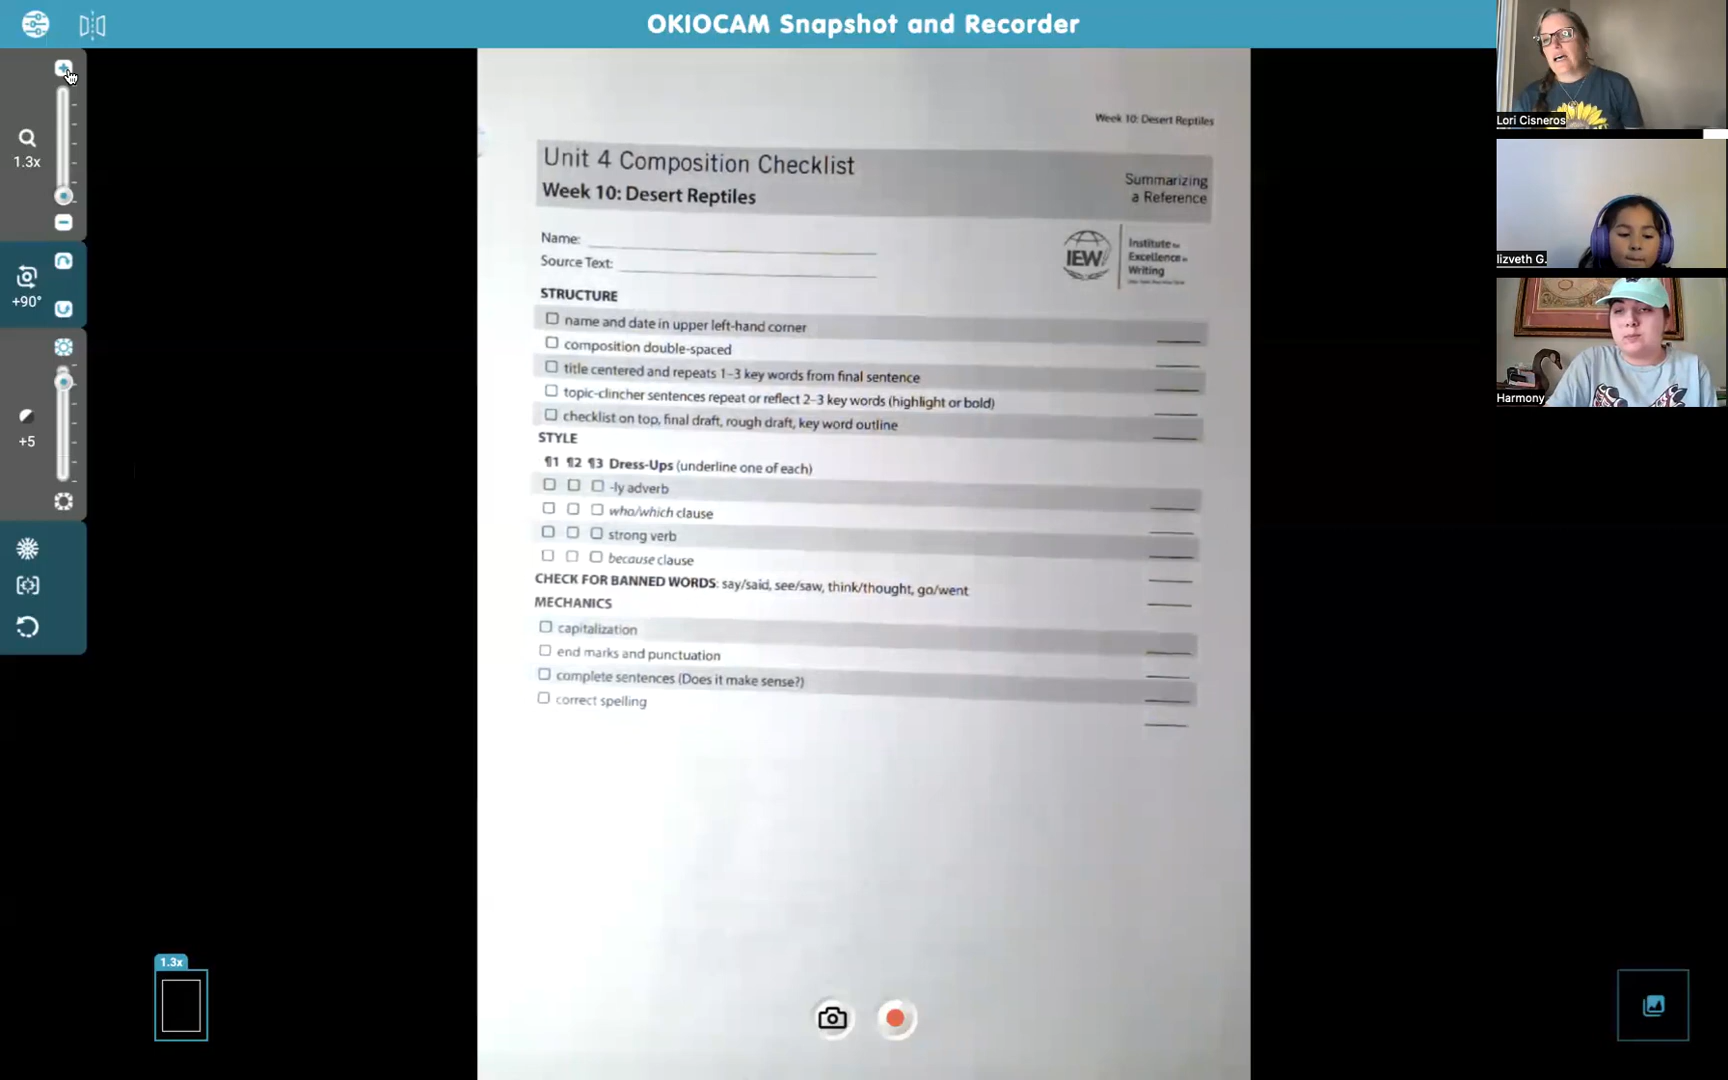 OKIOCAM Snapshot and Recorder
1.3x
+90°
+5
1.3x
Week 10: Desert Reptiles
Unit 4 Composition Checklist
Week 10: Desert Reptiles
Summarizing
a Reference
Name:
Source Text:
IEW
Institute for
Excellence in
Writing
STRUCTURE
name and date in upper left-hand corner
composition double-spaced
title centered and repeats 1–3 key words from final sentence
topic-clincher sentences repeat or reflect 2–3 key words (highlight or bold)
checklist on top, final draft, rough draft, key word outline
STYLE
¶1 ¶2 ¶3 Dress-Ups (underline one of each)
-ly adverb
who/which clause
strong verb
because clause
CHECK FOR BANNED WORDS: say/said, see/saw, think/thought, go/went
MECHANICS
capitalization
end marks and punctuation
complete sentences (Does it make sense?)
correct spelling
Lori Cisneros
lizveth G.
Harmony